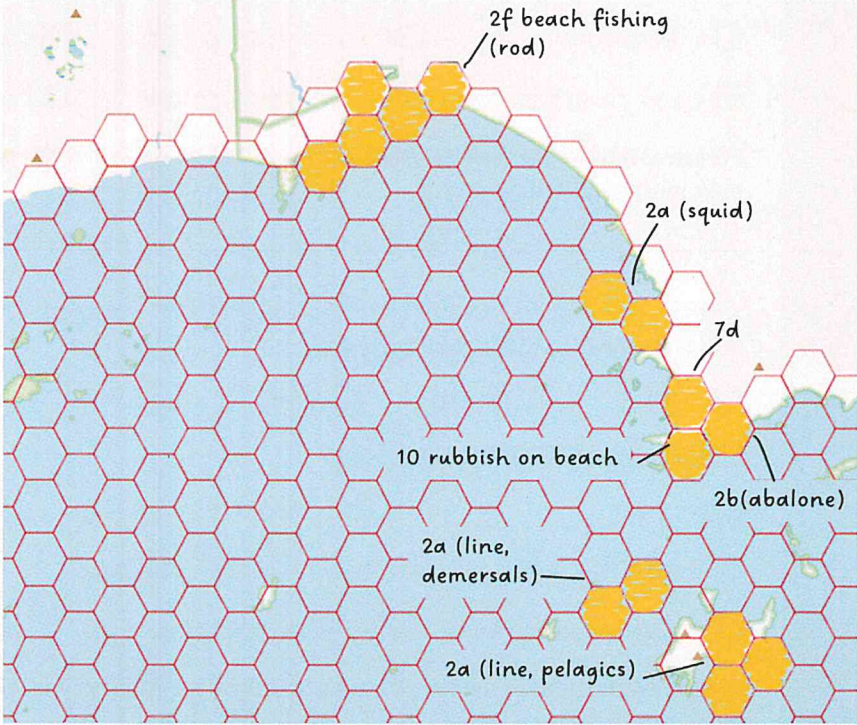 2f beach fishing
(rod)
2a (squid)
7d
10 rubbish on beach
2b(abalone)
2a (line,
demersals)
2a (line, pelagics)